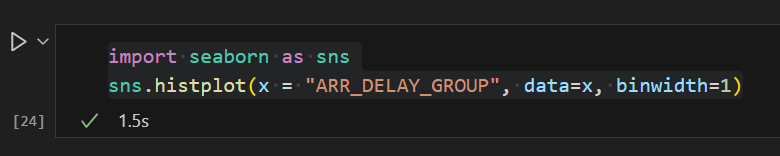 import seaborn as sns
sns.histplot(x = "ARR_DELAY_GROUP", data=x, binwidth=1)
[24]
1.5s